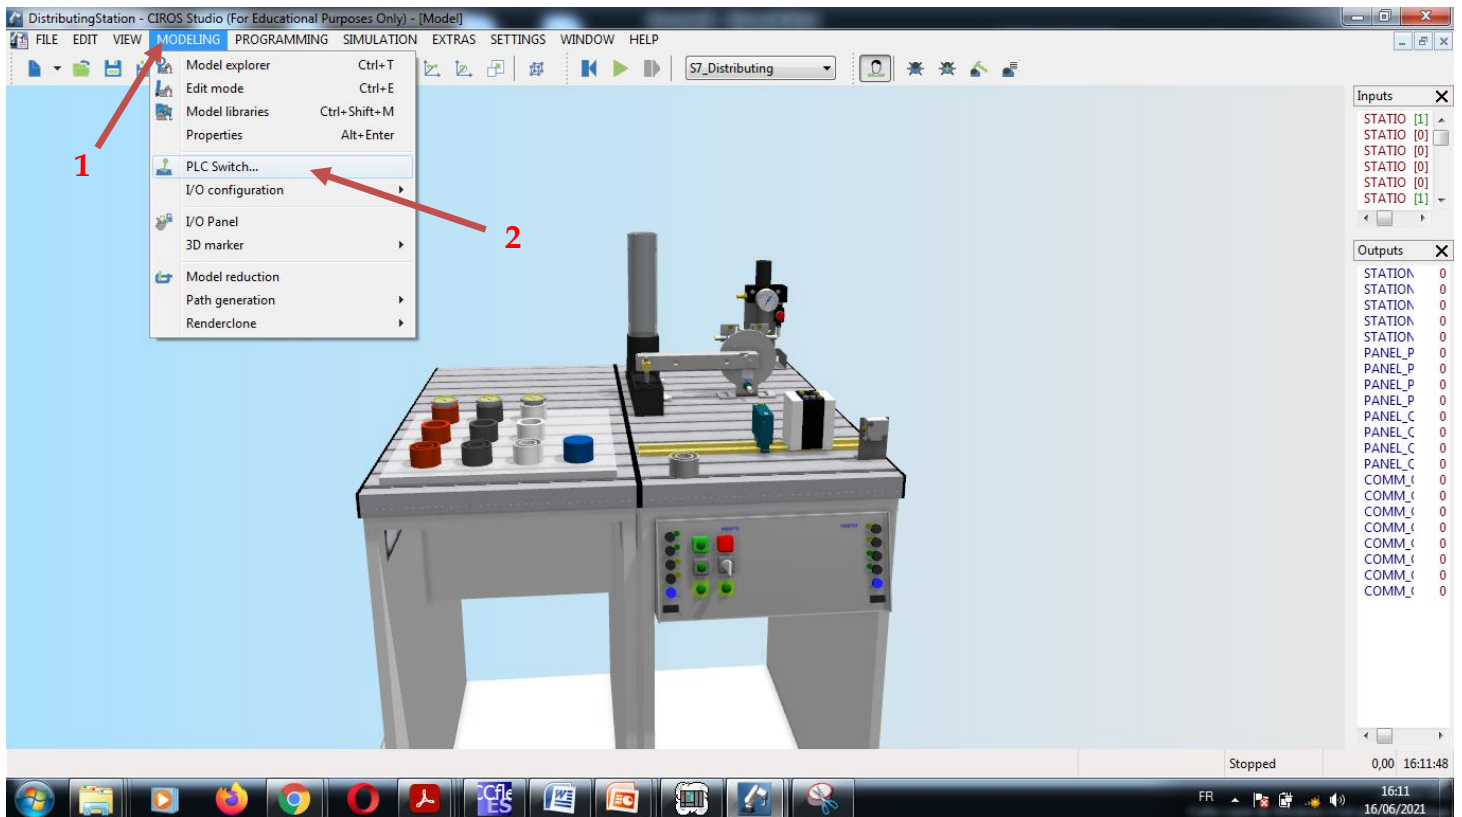 DistributingStation - CIROS Studio (For Educational Purposes Only) - [Model]
FILE EDIT VIEW MODELING PROGRAMMING SIMULATION EXTRAS SETTINGS WINDOW HELP
S7_Distributing
Model explorer Ctrl+T
Edit mode Ctrl+E
Model libraries Ctrl+Shift+M
Properties Alt+Enter
PLC Switch...
I/O configuration
I/O Panel
3D marker
Model reduction
Path generation
Renderclone
1
2
Inputs
STATIO [1]
STATIO [0]
STATIO [0]
STATIO [0]
STATIO [0]
STATIO [1]
Outputs
STATION 0
STATION 0
STATION 0
STATION 0
STATION 0
PANEL_P 0
PANEL_P 0
PANEL_P 0
PANEL_P 0
PANEL_C 0
PANEL_C 0
PANEL_C 0
PANEL_C 0
COMM_( 0
COMM_( 0
COMM_( 0
COMM_( 0
COMM_( 0
COMM_( 0
COMM_( 0
COMM_( 0
Stopped 0,00 16:11:48
FR 16:11
16/06/2021